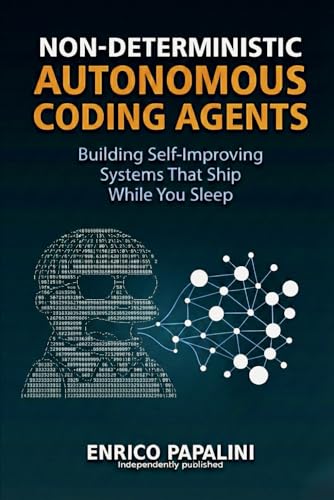 NON-DETERMINISTIC
AUTONOMOUS
CODING AGENTS
Building Self-Improving
Systems That Ship
While You Sleep
ENRICO PAPALINI
Independently published